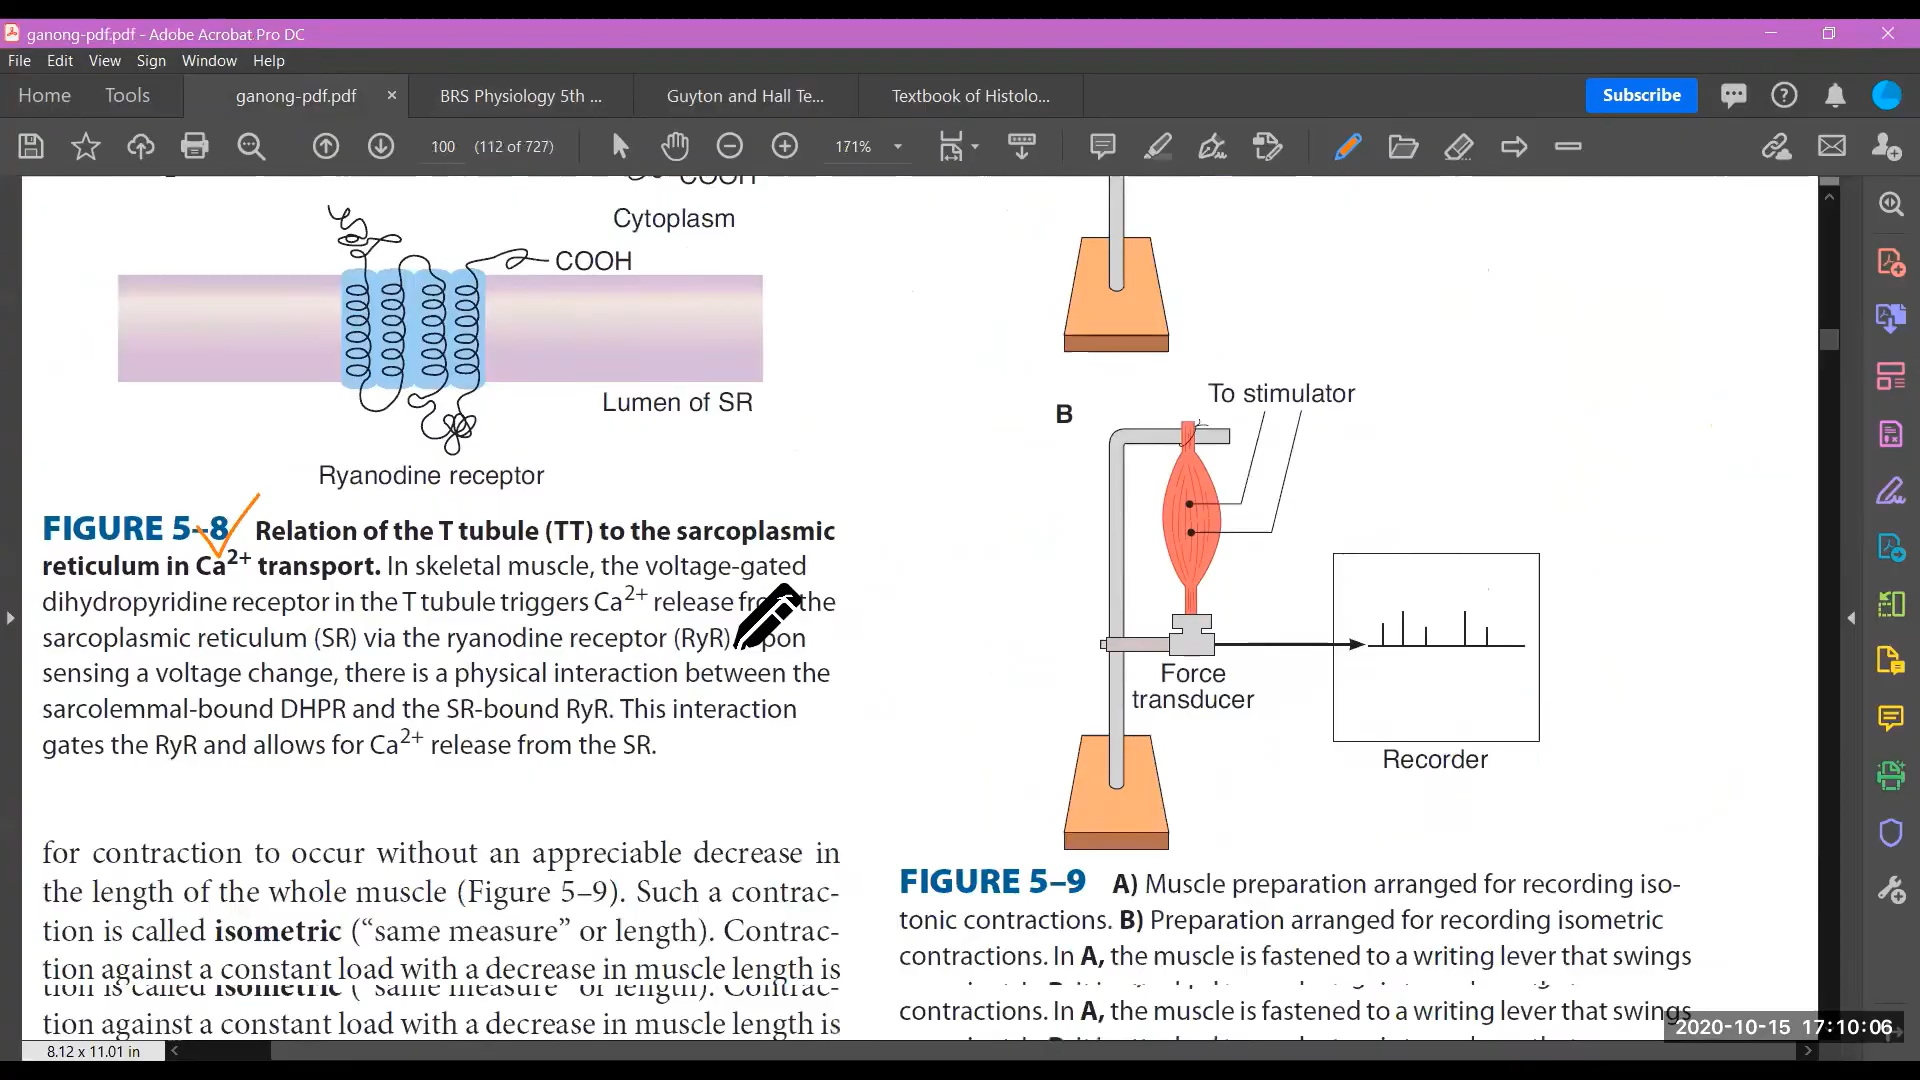 ganong-pdf.pdf - Adobe Acrobat Pro DC
File Edit View Sign Window Help
Home Tools ganong-pdf.pdf × BRS Physiology 5th ... Guyton and Hall Te... Textbook of Histolo... Subscribe
100 (112 of 727) 171%
Cytoplasm
COOH
Lumen of SR
Ryanodine receptor
FIGURE 5–8 Relation of the T tubule (TT) to the sarcoplasmic
reticulum in Ca2+ transport. In skeletal muscle, the voltage-gated
dihydropyridine receptor in the T tubule triggers Ca2+ release from the
sarcoplasmic reticulum (SR) via the ryanodine receptor (RyR)
sensing a voltage change, there is a physical interaction between the
sarcolemmal-bound DHPR and the SR-bound RyR. This interaction
gates the RyR and allows for Ca2+ release from the SR.
for contraction to occur without an appreciable decrease in
the length of the whole muscle (Figure 5–9). Such a contrac-
tion is called isometric (“same measure” or length). Contrac-
tion against a constant load with a decrease in muscle length is
tion is called isometric (“same measure” or length). Contrac-
tion against a constant load with a decrease in muscle length is
To stimulator
B
Force
transducer
Recorder
FIGURE 5–9 A) Muscle preparation arranged for recording iso-
tonic contractions. B) Preparation arranged for recording isometric
contractions. In A, the muscle is fastened to a writing lever that swings
contractions. In A, the muscle is fastened to a writing lever that swings
2020-10-15 17:10:06
8.12 x 11.01 in